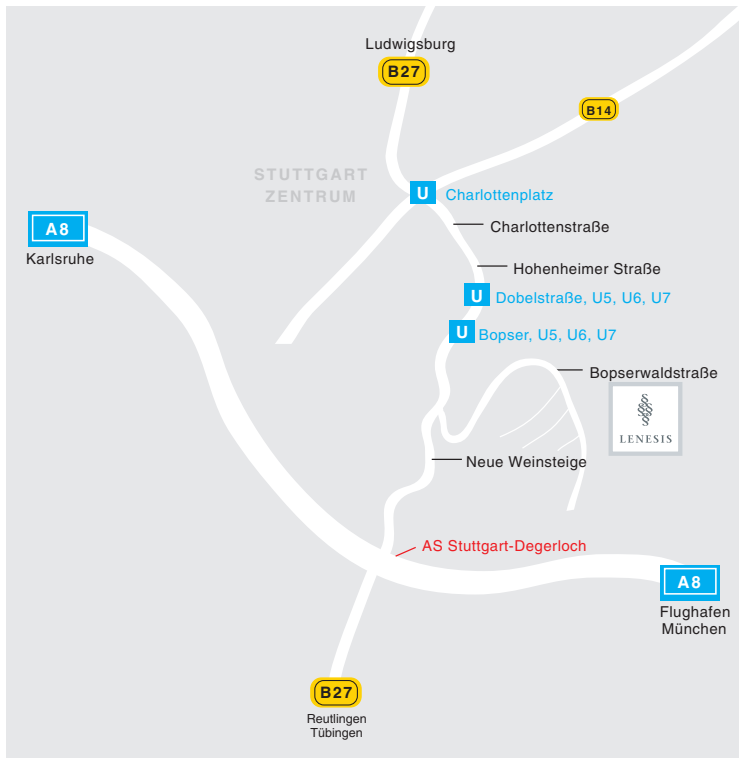 Ludwigsburg
B27
B14
STUTTGART
ZENTRUM
U Charlottenplatz
A8
Karlsruhe
Charlottenstraße
Hohenheimer Straße
U Dobelstraße, U5, U6, U7
U Bopser, U5, U6, U7
Bopserwaldstraße
§
§§
§§
§
LENESIS
Neue Weinsteige
AS Stuttgart-Degerloch
A8
Flughafen
München
B27
Reutlingen
Tübingen